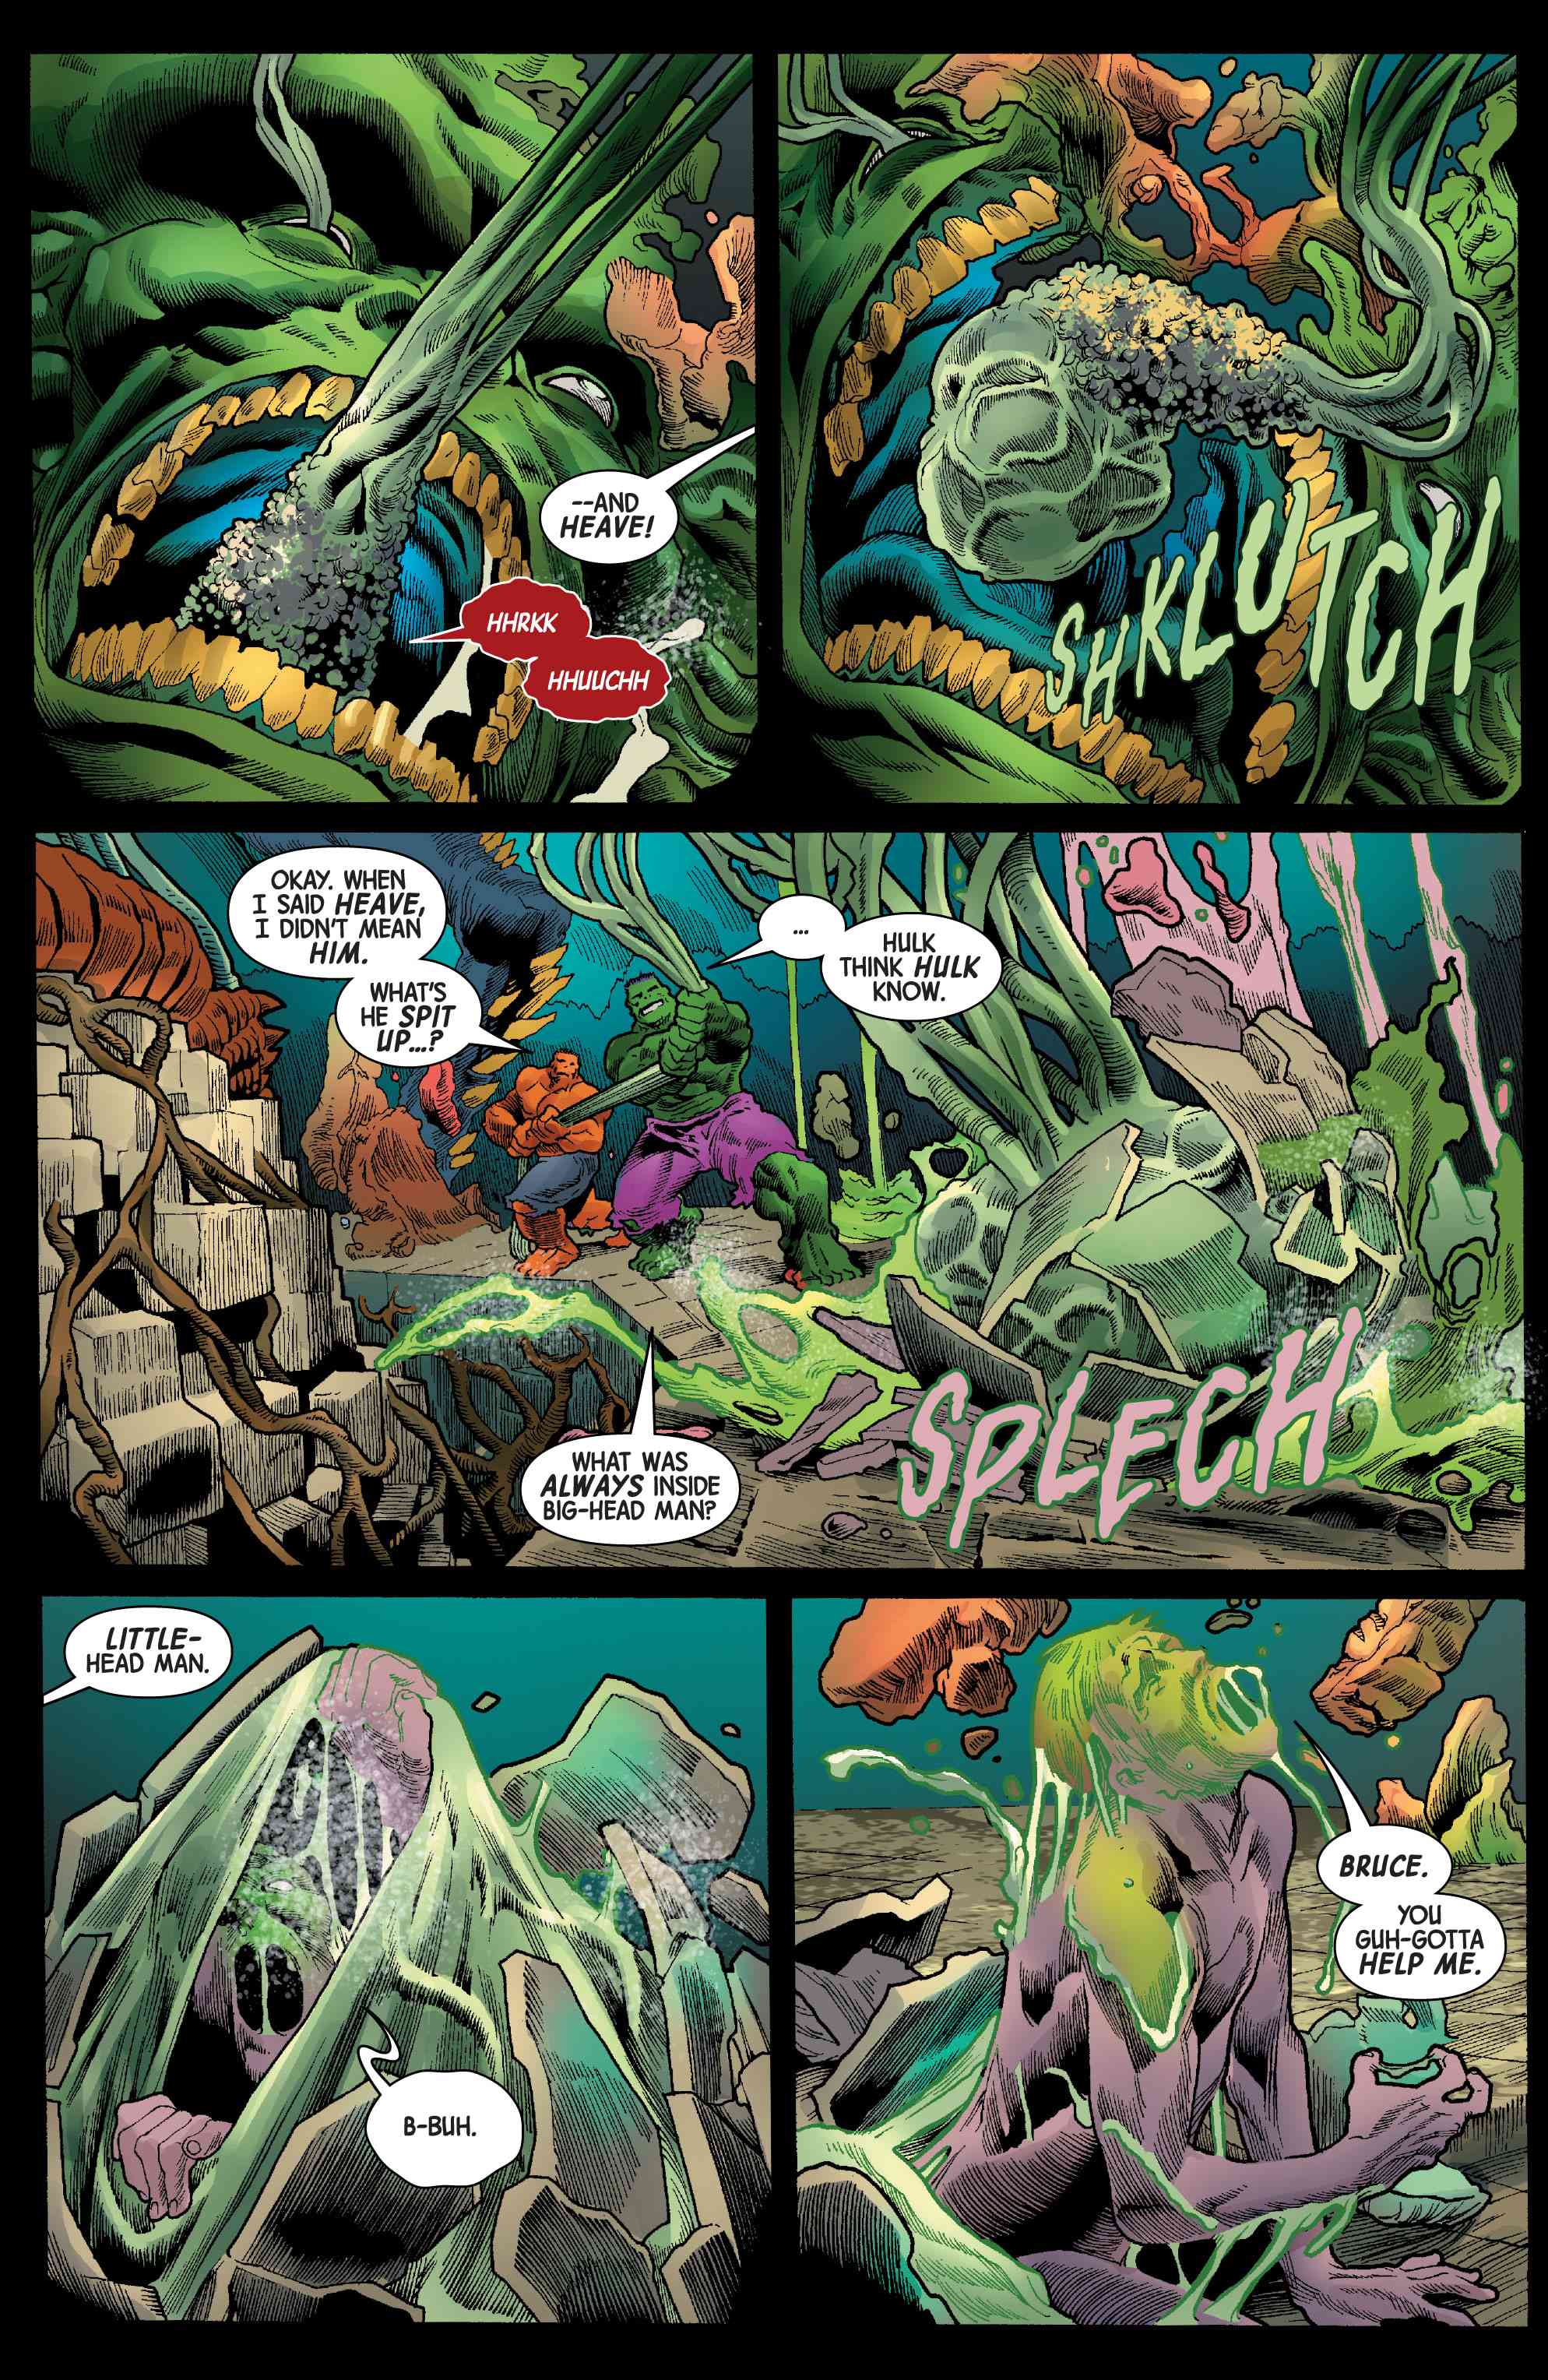 --AND
HEAVE!
HHRKK
HHUUCHH
SHKLUTCH
OKAY. WHEN
I SAID HEAVE,
I DIDN'T MEAN
HIM.
WHAT'S
HE SPIT
UP...?
...
HULK
THINK HULK
KNOW.
WHAT WAS
ALWAYS INSIDE
BIG-HEAD MAN?
SPLECH
LITTLE-
HEAD MAN.
B-BUH.
BRUCE.
YOU
GUH-GOTTA
HELP ME.